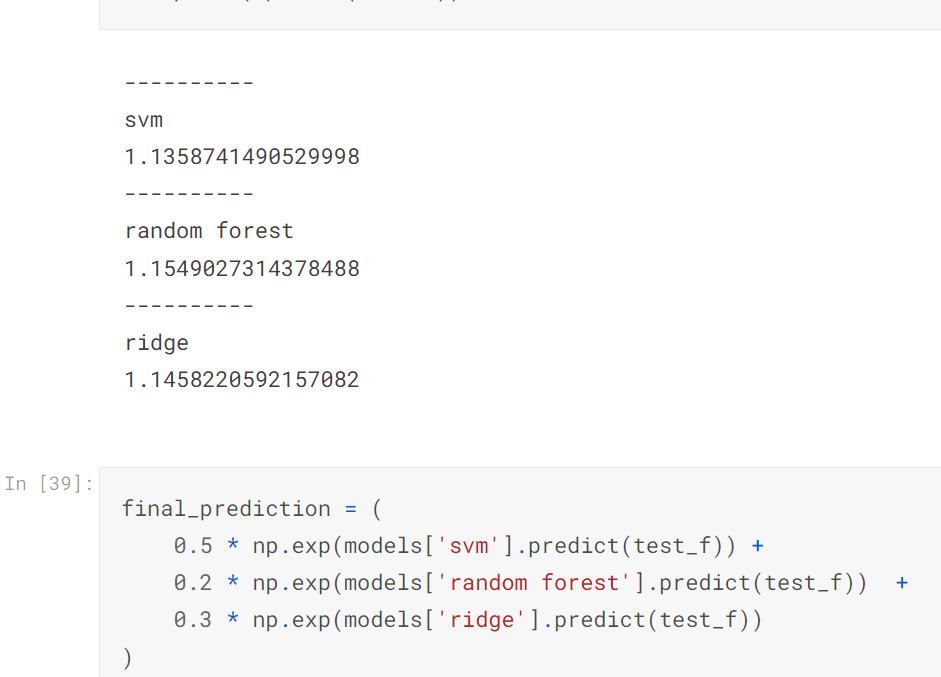 ----------
svm
1.1358741490529998
----------
random forest
1.1549027314378488
----------
ridge
1.1458220592157082
In [39]:
final_prediction = (
    0.5 * np.exp(models['svm'].predict(test_f)) +
    0.2 * np.exp(models['random forest'].predict(test_f))  +
    0.3 * np.exp(models['ridge'].predict(test_f))
)